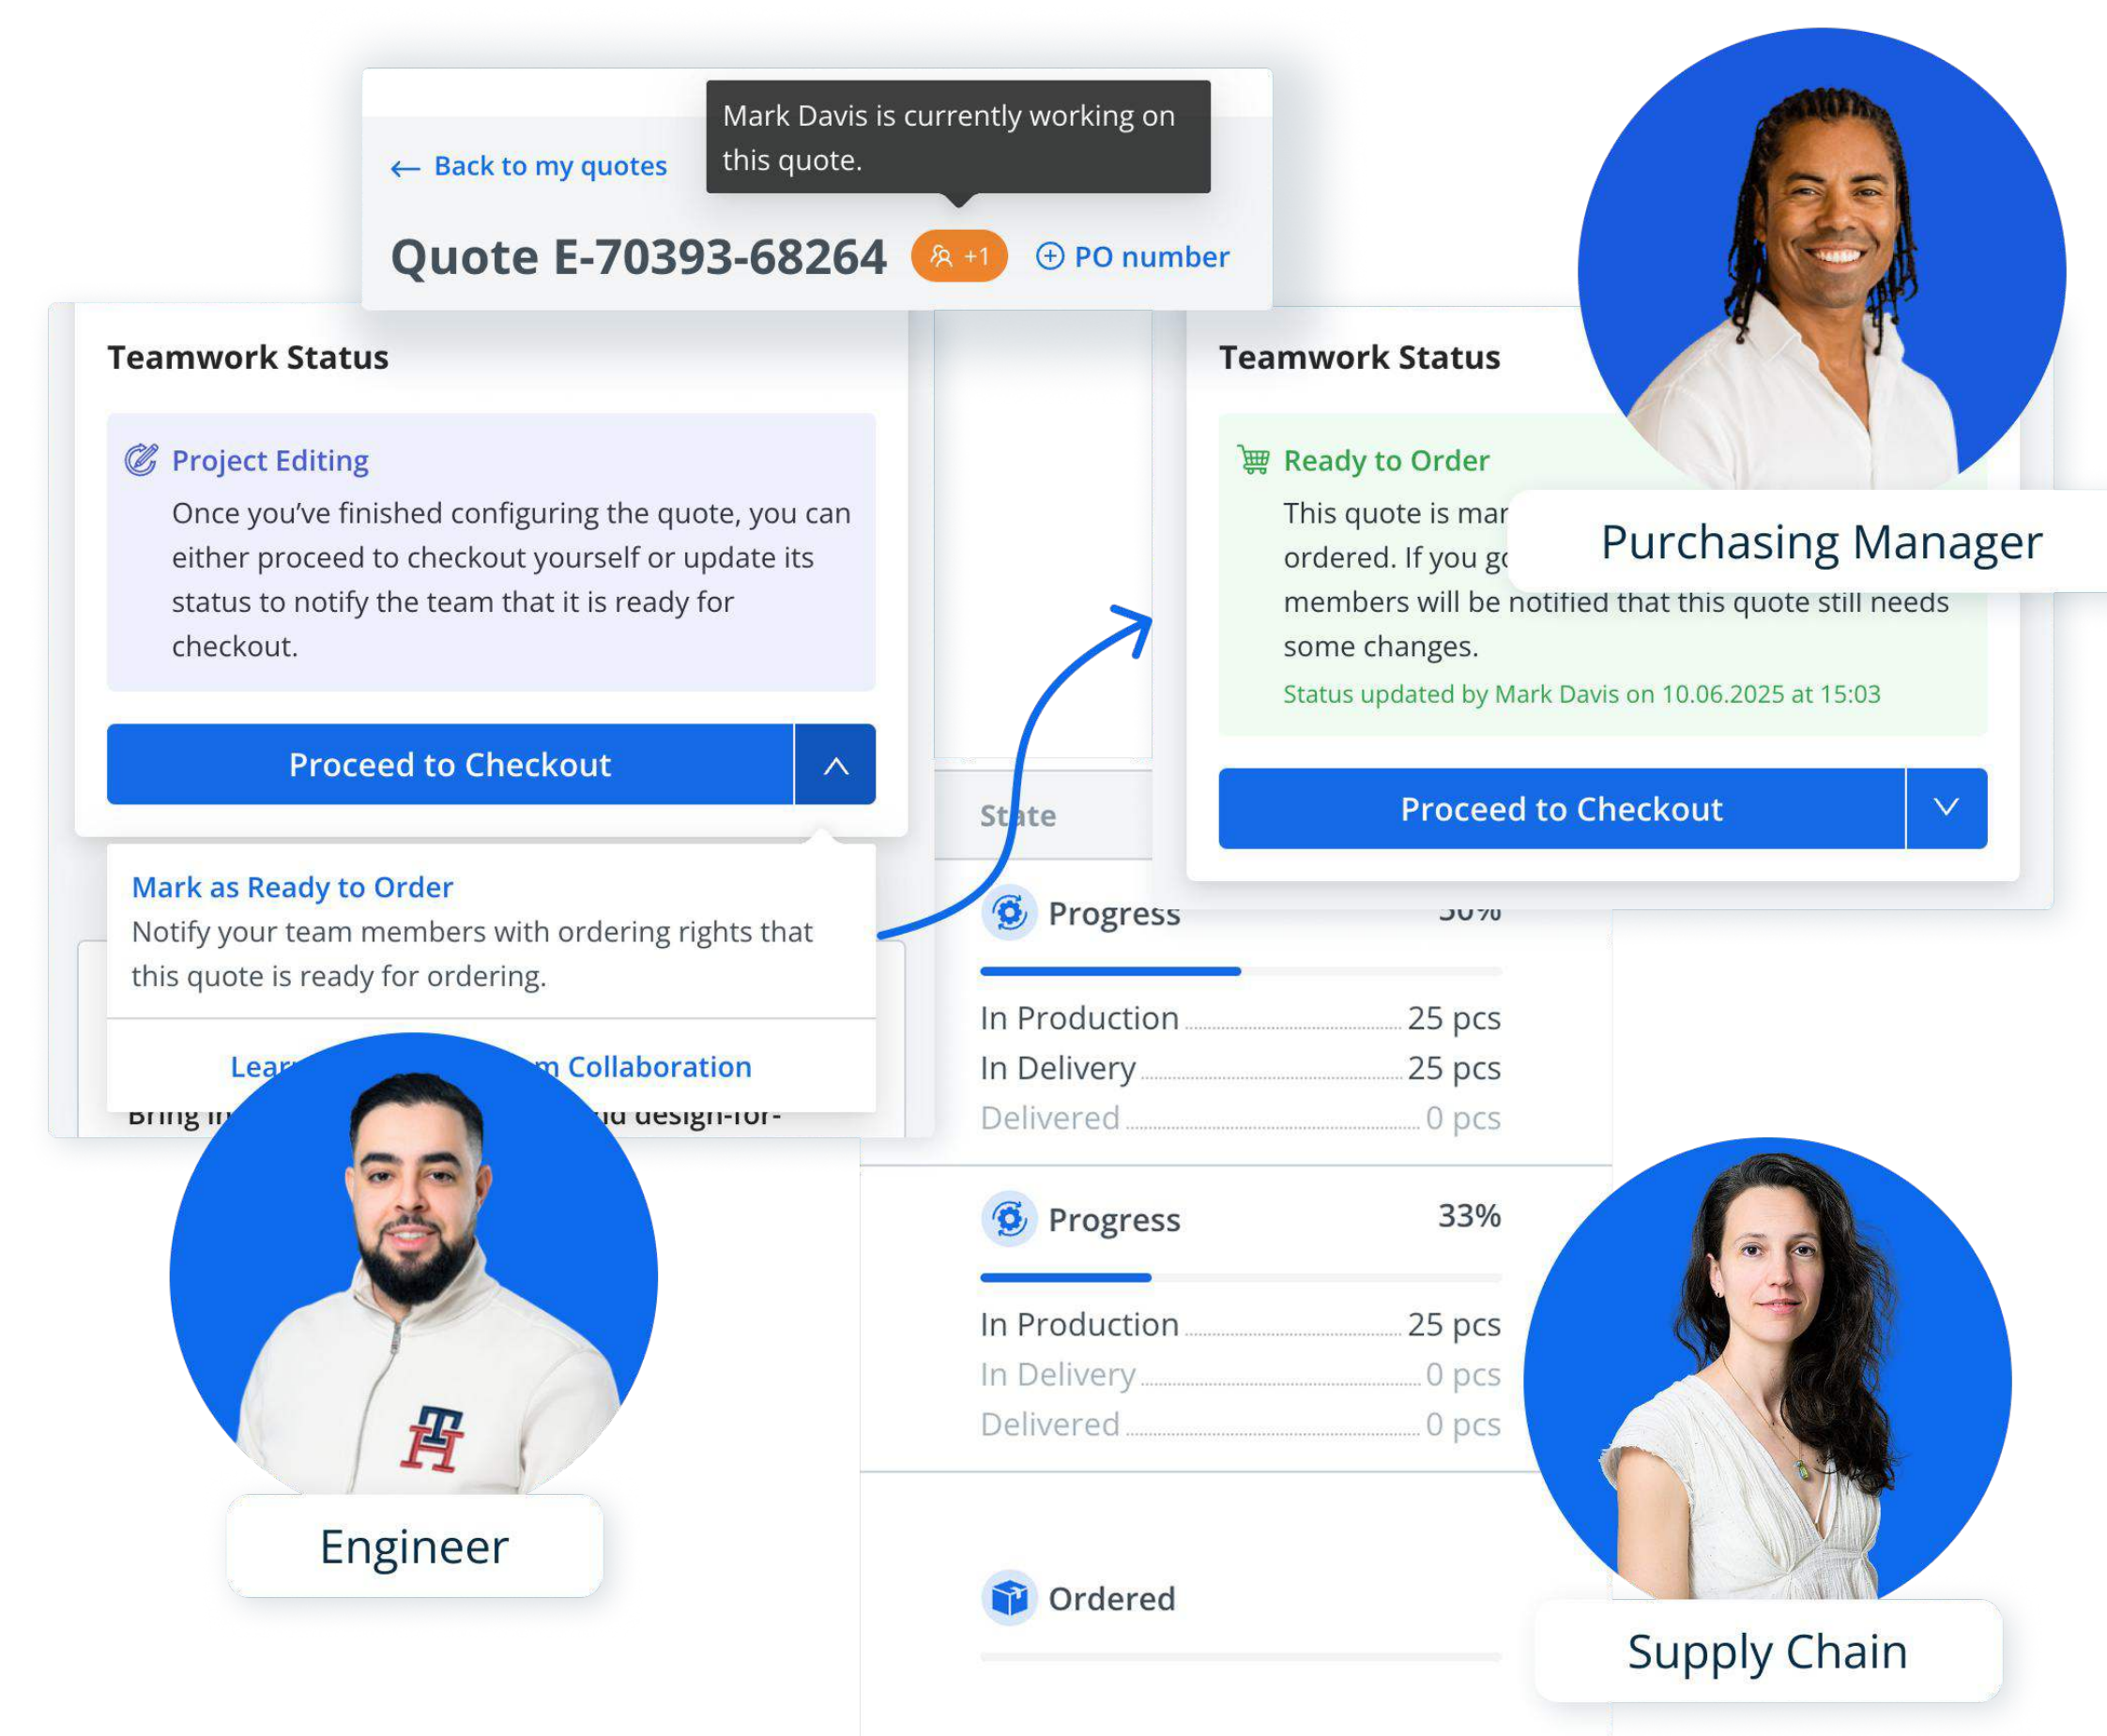 Mark Davis is currently working on
this quote.
← Back to my quotes
Quote E-70393-68264 +1 PO number
Teamwork Status
Project Editing
Once you’ve finished configuring the quote, you can
either proceed to checkout yourself or update its
status to notify the team that it is ready for
checkout.
Proceed to Checkout
Mark as Ready to Order
Notify your team members with ordering rights that
this quote is ready for ordering.
Collaboration
Bring
design-for-
Engineer
Teamwork Status
Ready to Order
This quote is
ordered. If you
members will be notified that this quote still needs
some changes.
Status updated by Mark Davis on 10.06.2025 at 15:03
Proceed to Checkout
Purchasing Manager
State
Progress 50%
In Production 25 pcs
In Delivery 25 pcs
Delivered 0 pcs
Progress 33%
In Production 25 pcs
In Delivery 0 pcs
Delivered 0 pcs
Ordered
Supply Chain